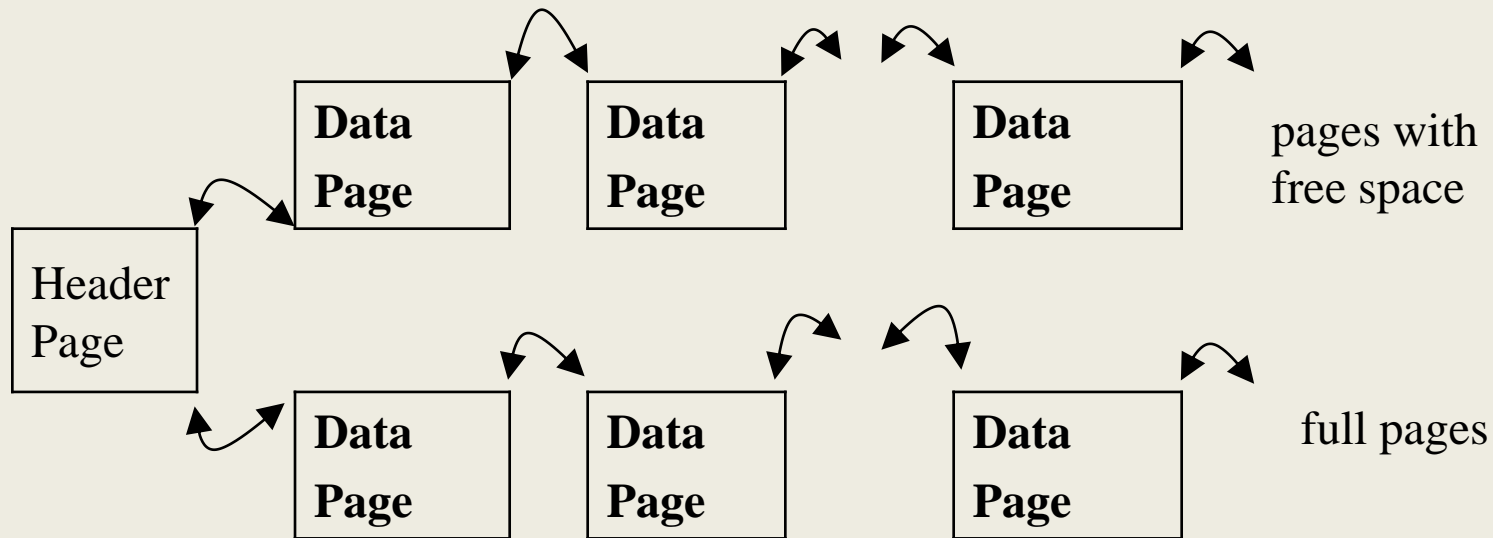 Data
Page
Data
Page
Data
Page
pages with
free space
Header
Page
Data
Page
Data
Page
Data
Page
full pages